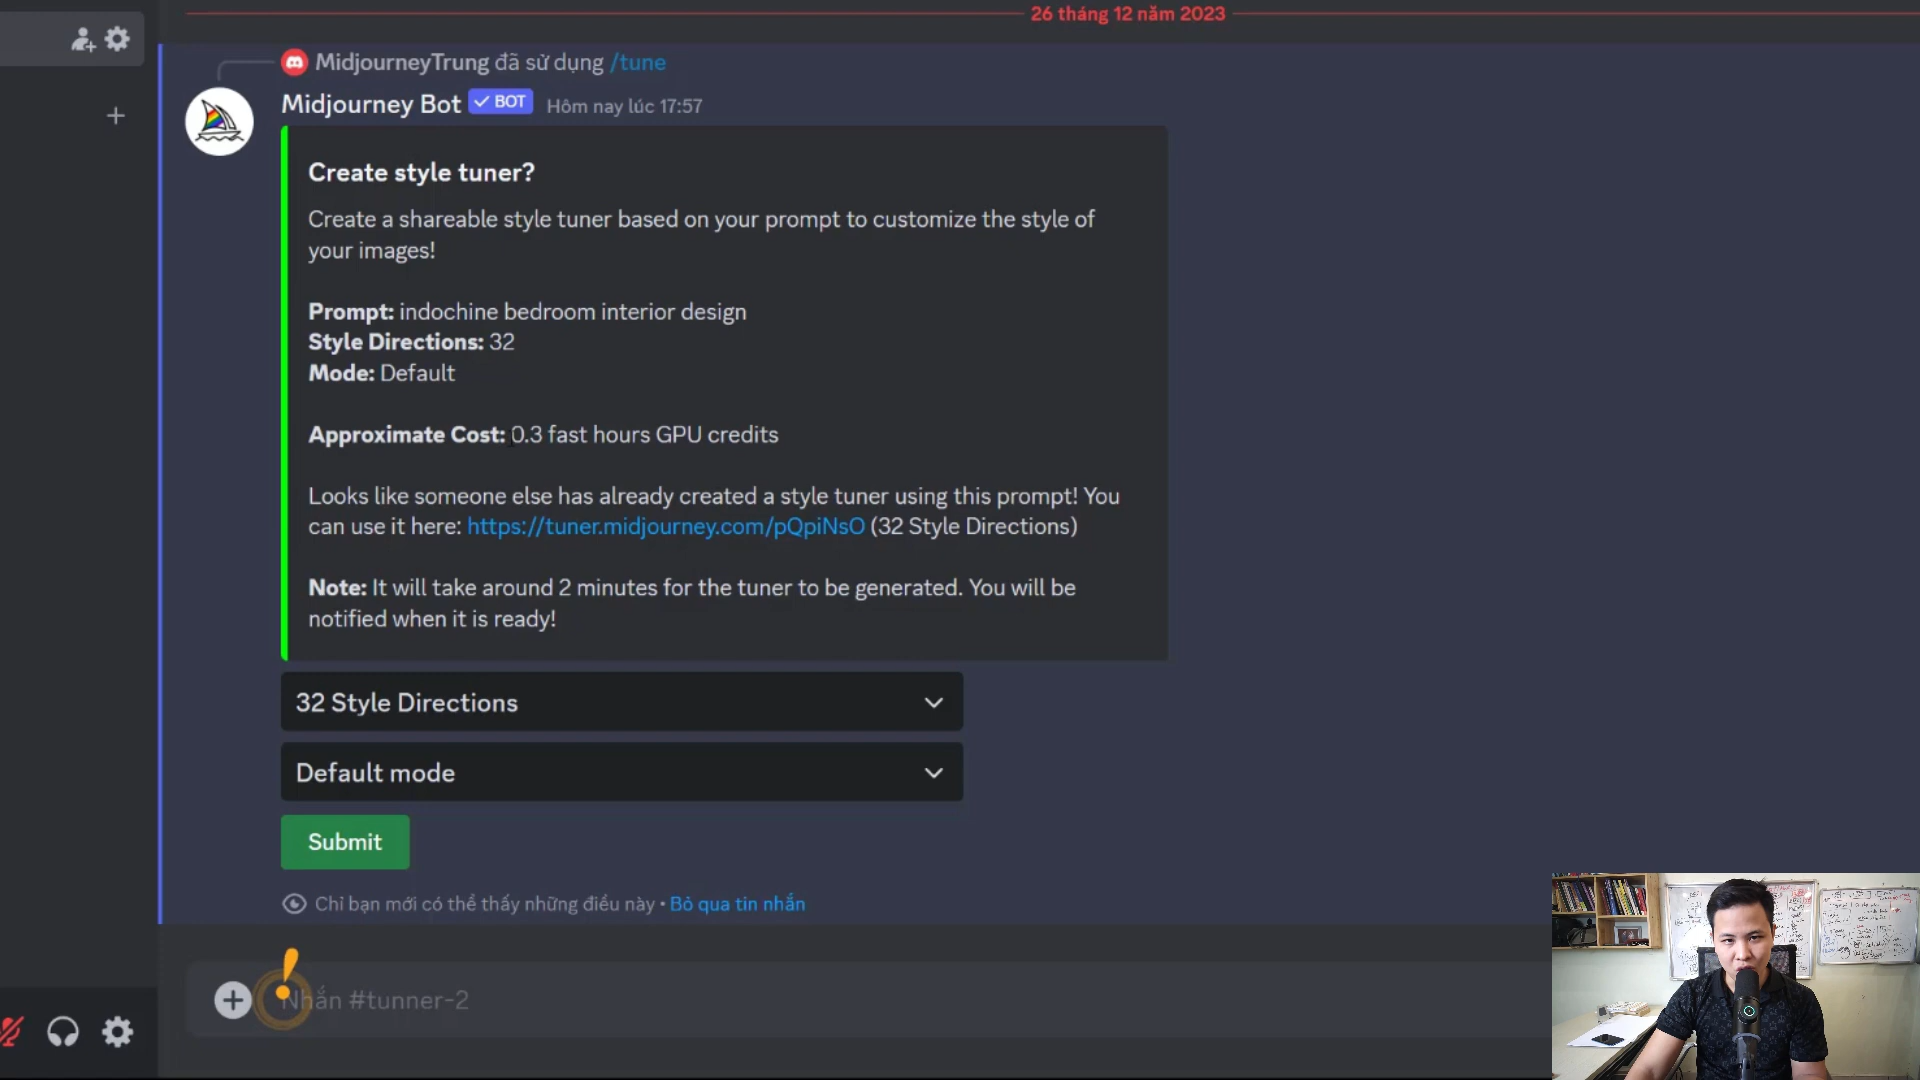 26 tháng 12 năm 2023
MidjourneyTrung đã sử dụng /tune
Midjourney Bot BOT Hôm nay lúc 17:57
Create style tuner?
Create a shareable style tuner based on your prompt to customize the style of
your images!
Prompt: indochine bedroom interior design
Style Directions: 32
Mode: Default
Approximate Cost: 0.3 fast hours GPU credits
Looks like someone else has already created a style tuner using this prompt! You
can use it here: https://tuner.midjourney.com/pQpiNsO (32 Style Directions)
Note: It will take around 2 minutes for the tuner to be generated. You will be
notified when it is ready!
32 Style Directions
Default mode
Submit
Chỉ bạn mới có thể thấy những điều này • Bỏ qua tin nhắn
Nhắn #tunner-2